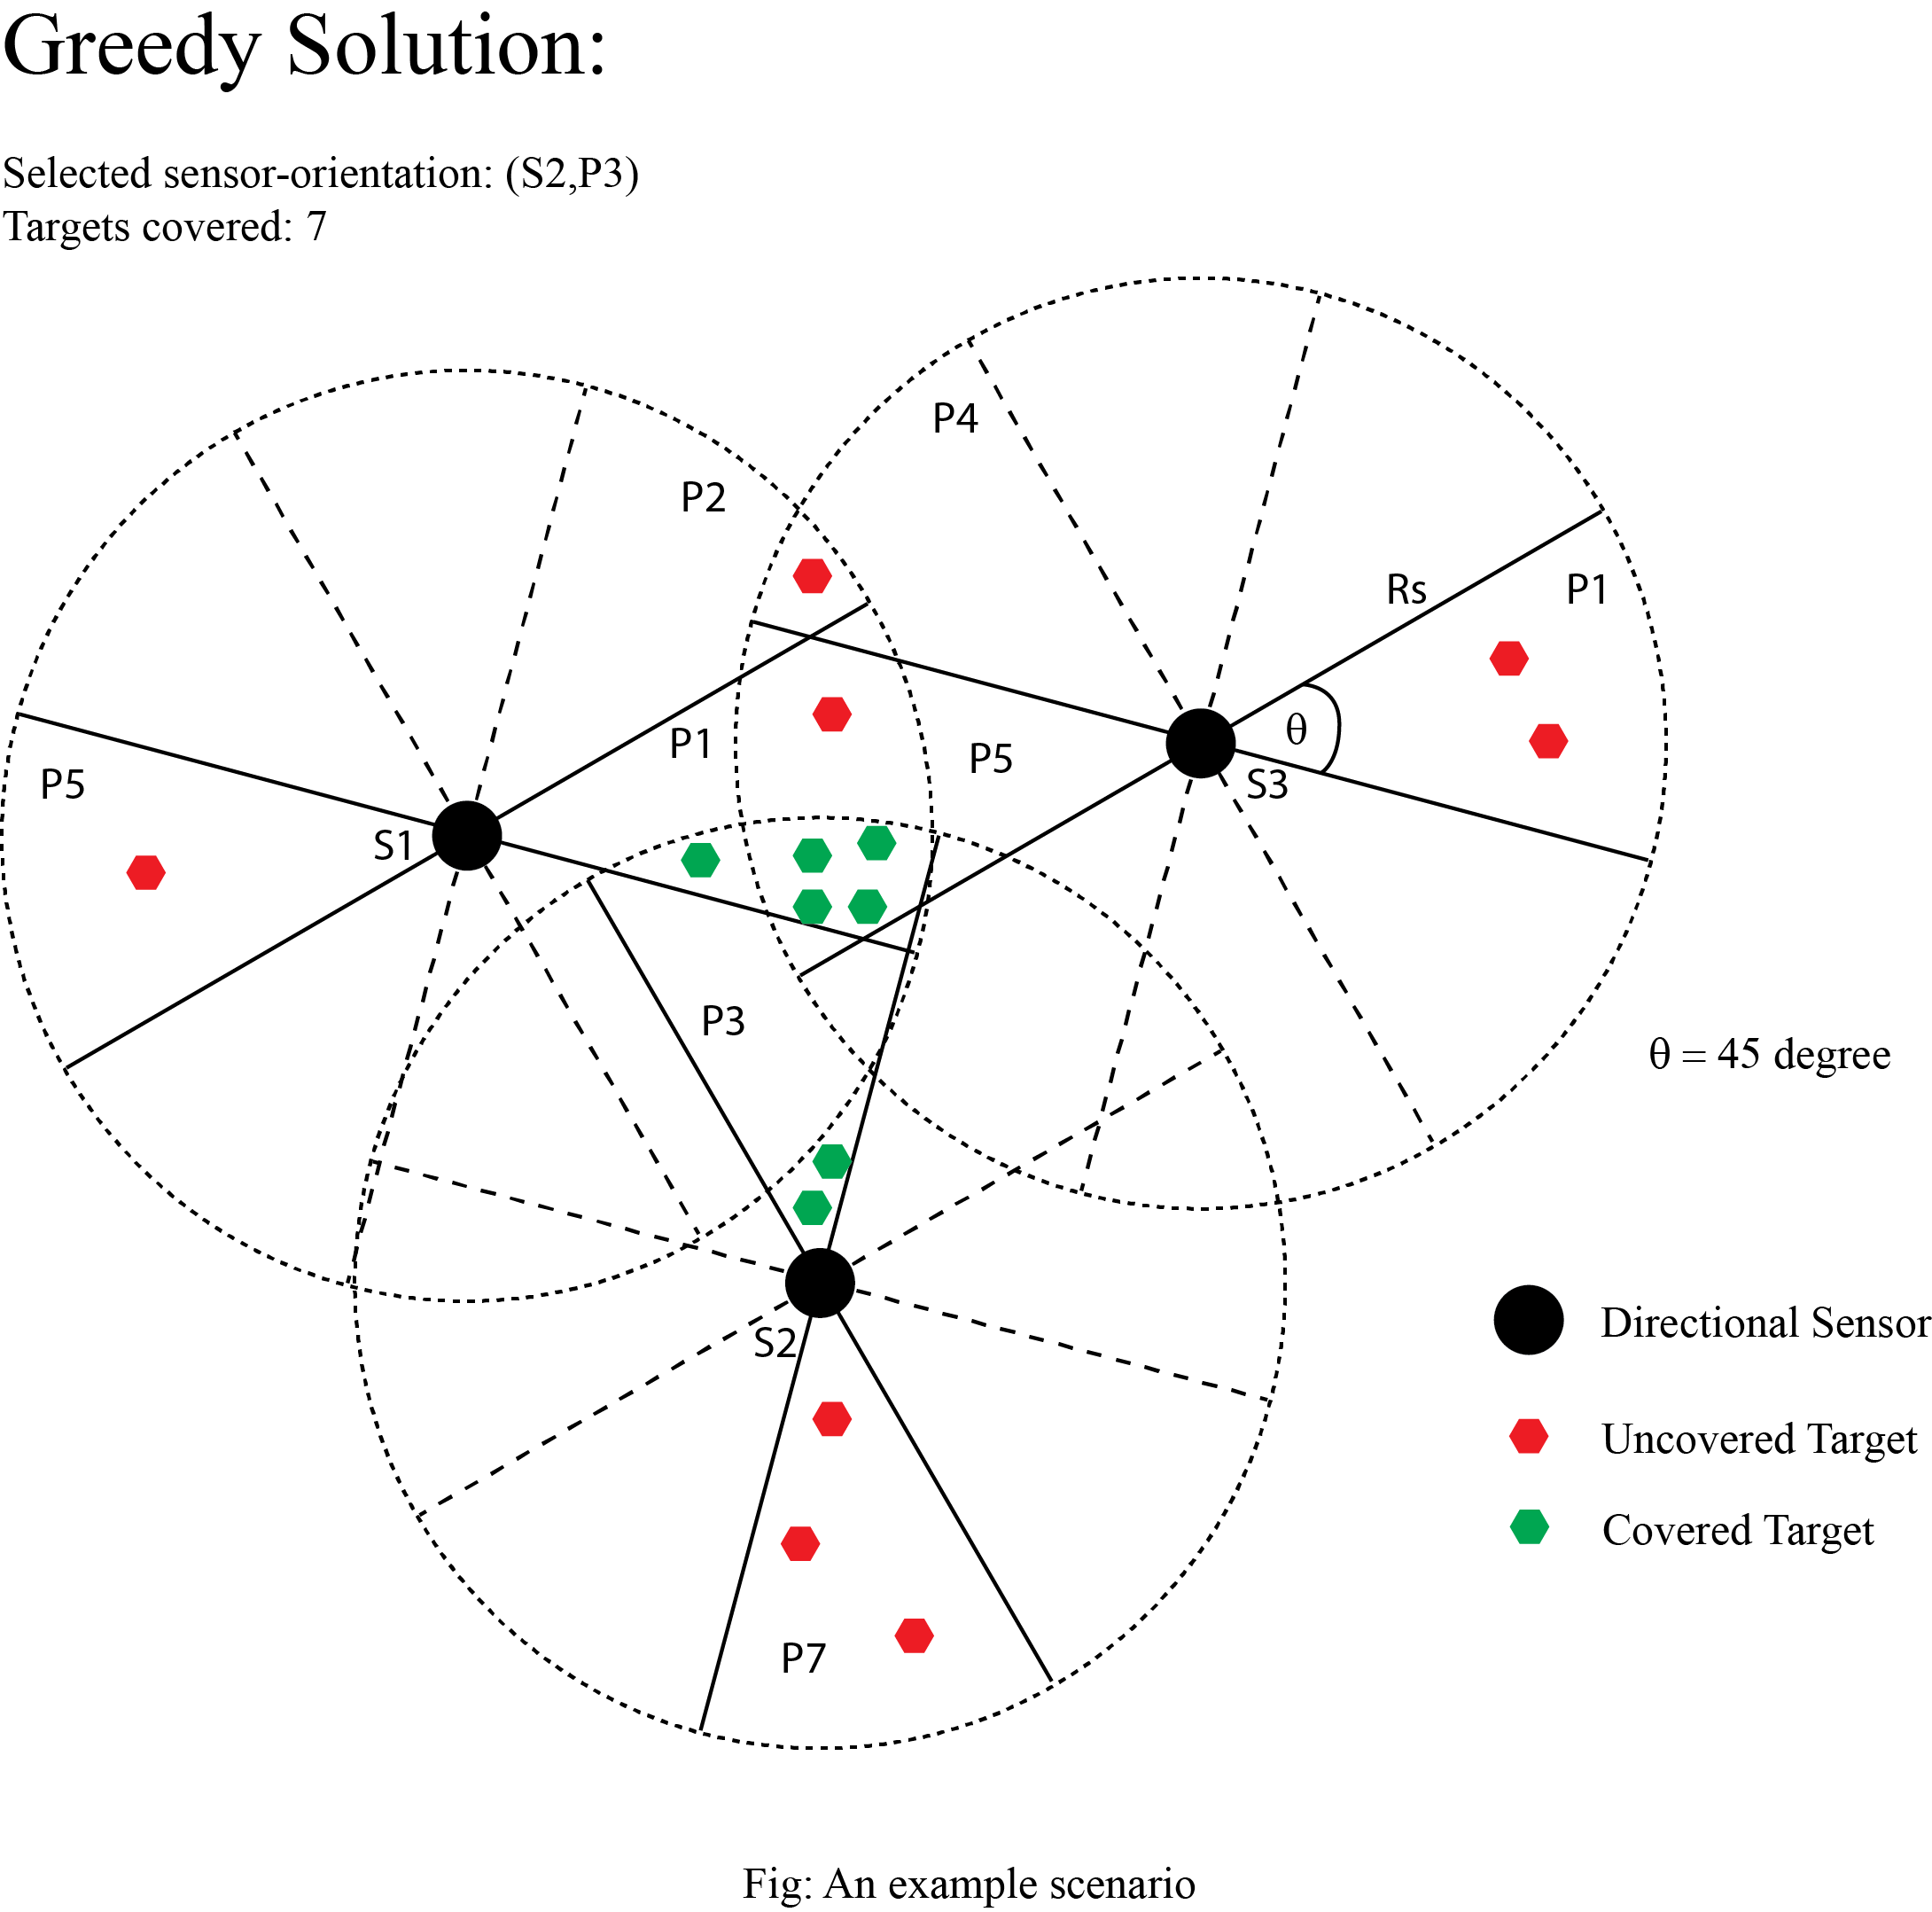 Greedy Solution:
Selected sensor-orientation: (S2,P3)
Targets covered: 7
P4
P2
Rs
P1
P1
P5
θ
S3
P5
S1
P3
θ = 45 degree
S2
Directional Sensor
Uncovered Target
Covered Target
P7
Fig: An example scenario